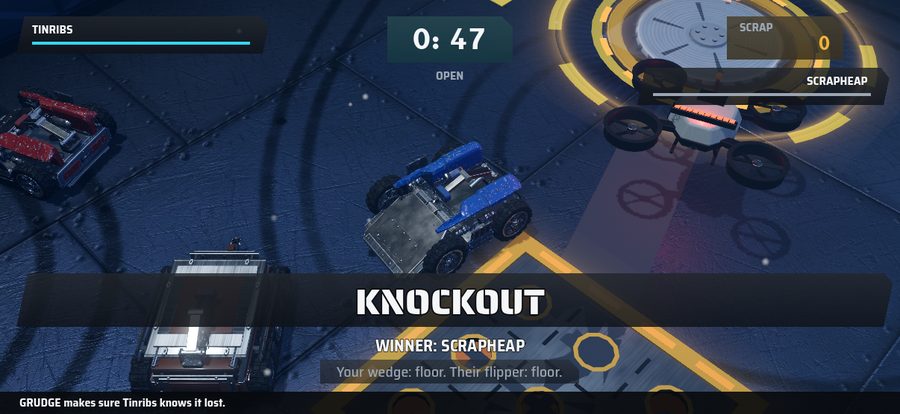 TINRIBS
0: 47
OPEN
SCRAP
0
SCRAPHEAP
KNOCKOUT
WINNER: SCRAPHEAP
Your wedge: floor. Their flipper: floor.
GRUDGE makes sure Tinribs knows it lost.